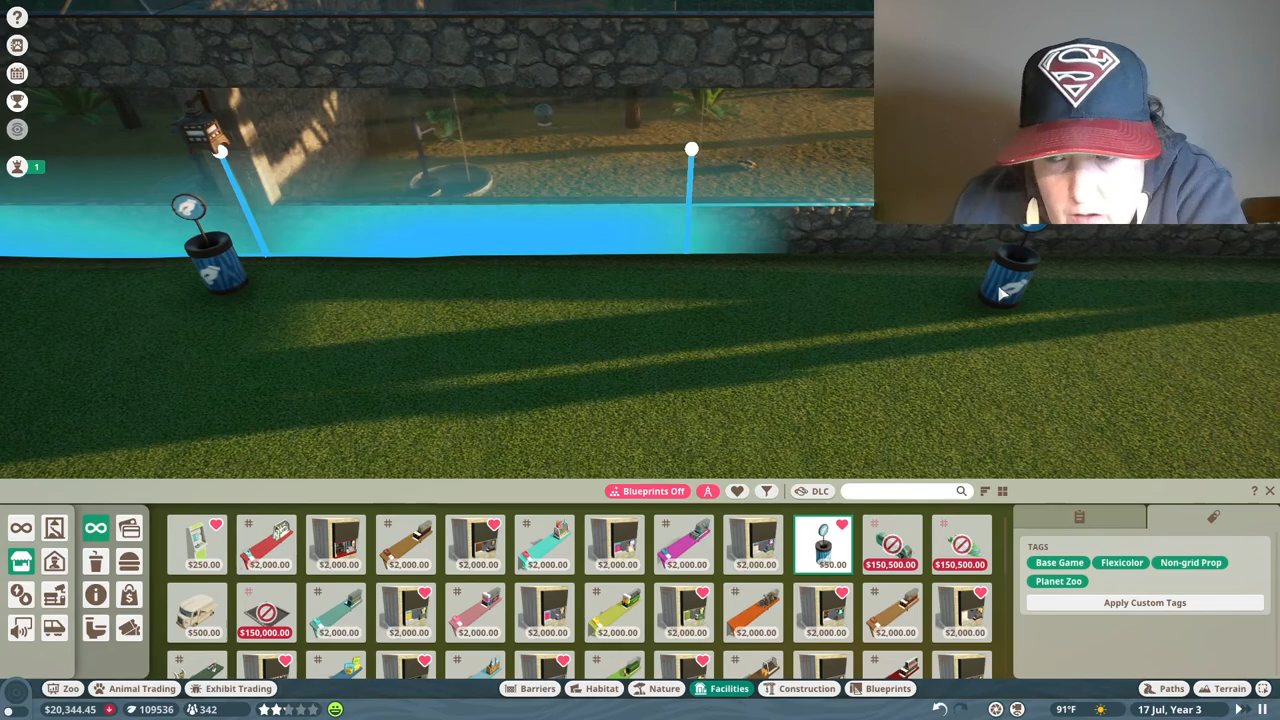 ?
1
Blueprints Off
DLC
? ×
$250.00 $2,000.00 $2,000.00 $2,000.00 $2,000.00 $2,000.00 $2,000.00 $2,000.00 $2,000.00 $50.00 $150,500.00 $150,500.00
$500.00 $150,000.00 $2,000.00 $2,000.00 $2,000.00 $2,000.00 $2,000.00 $2,000.00 $2,000.00 $2,000.00 $2,000.00 $2,000.00
TAGS
Base Game Flexicolor Non-grid Prop
Planet Zoo
Apply Custom Tags
Zoo Animal Trading Exhibit Trading Barriers Habitat Nature Facilities Construction Blueprints Paths Terrain
$20,344.45 109536 342 91°F 17 Jul, Year 3